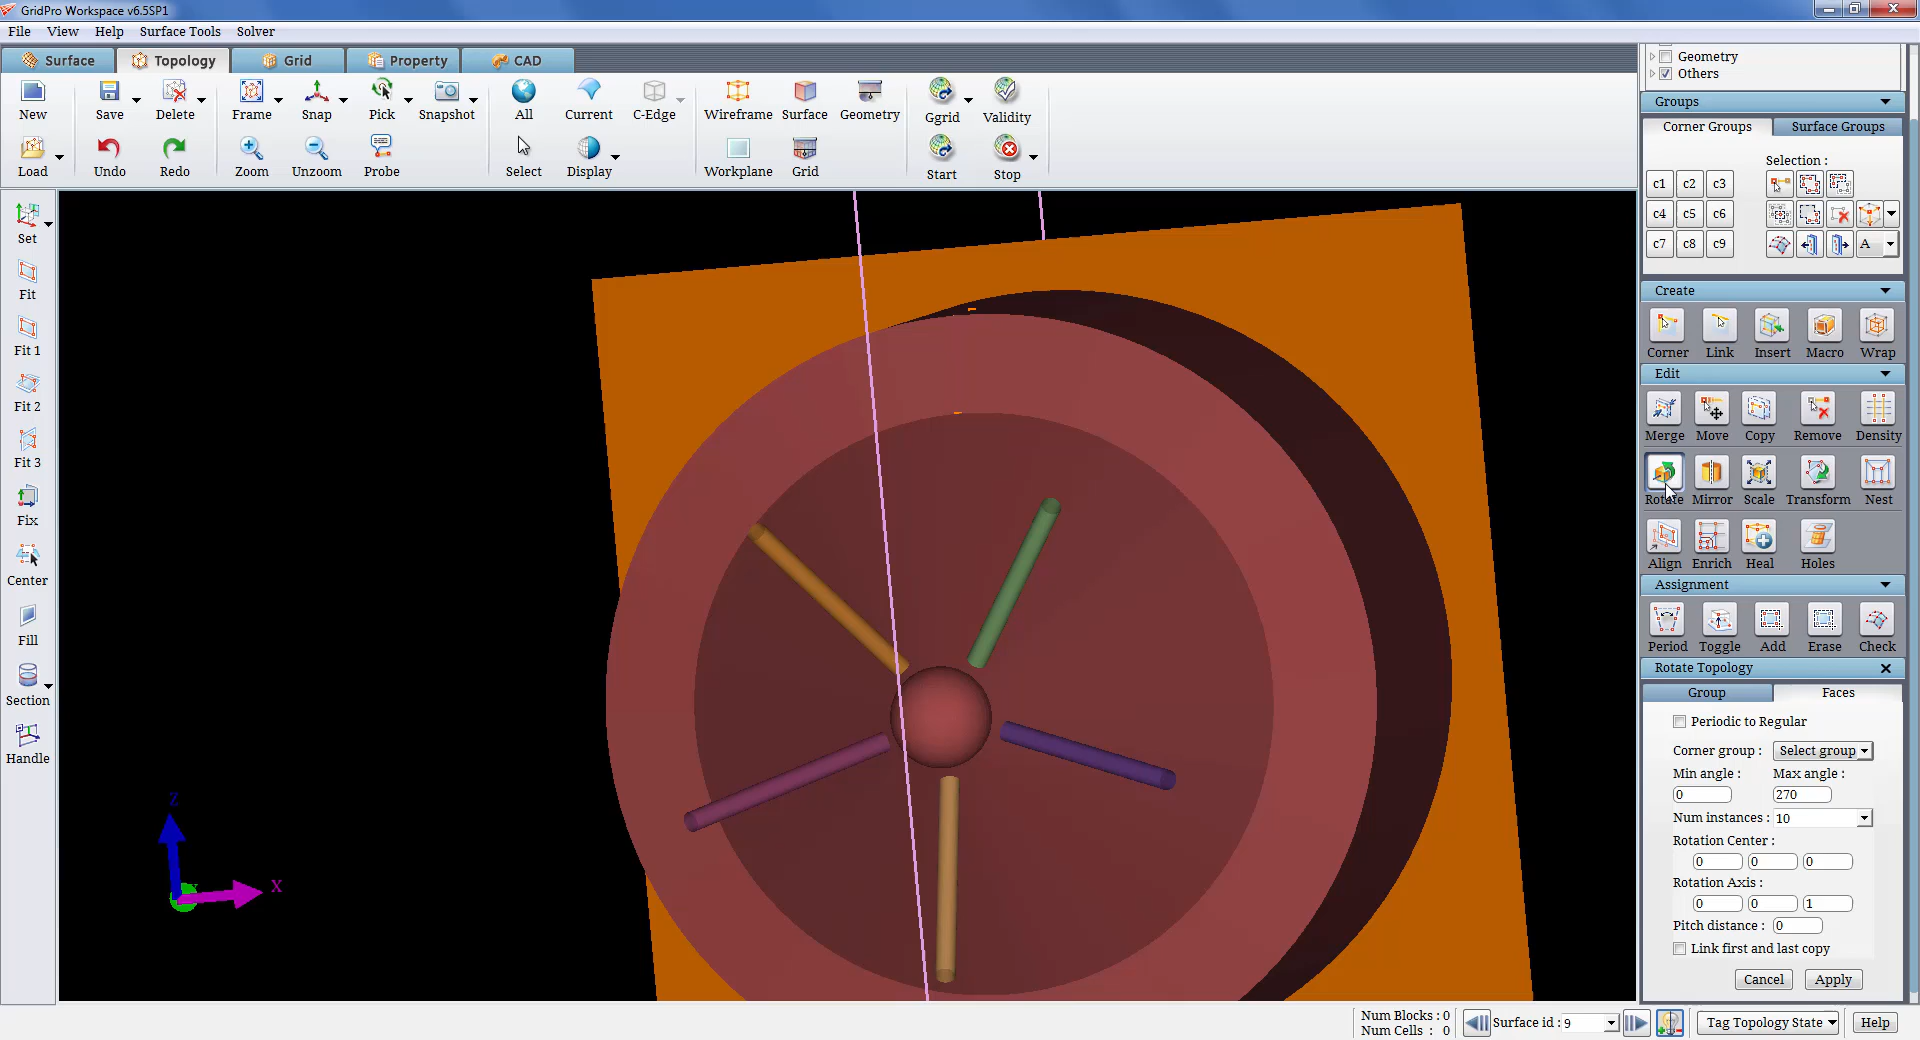 GridPro Workspace v6.5SP1
File View Help Surface Tools Solver
Surface Topology Grid Property CAD
New Save Delete Frame Snap Pick Snapshot All Current C-Edge Wireframe Surface Geometry Ggrid Validity
Load Undo Redo Zoom Unzoom Probe Select Display Workplane Grid Start Stop
Set
Fit
Fit 1
Fit 2
Fit 3
Fix
Center
Fill
Section
Handle
Z
X
Geometry
Others
Groups
Corner Groups Surface Groups
Selection :
c1 c2 c3
c4 c5 c6
c7 c8 c9 A
Create
Corner Link Insert Macro Wrap
Edit
Merge Move Copy Remove Density
Rotate Mirror Scale Transform Nest
Align Enrich Heal Holes
Assignment
Period Toggle Add Erase Check
Rotate Topology
Group Faces
Periodic to Regular
Corner group : Select group
Min angle : Max angle :
0 270
Num instances : 10
Rotation Center :
0 0 0
Rotation Axis :
0 0 1
Pitch distance : 0
Link first and last copy
Cancel Apply
Num Blocks : 0
Num Cells : 0
Surface id : 9
Tag Topology State
Help